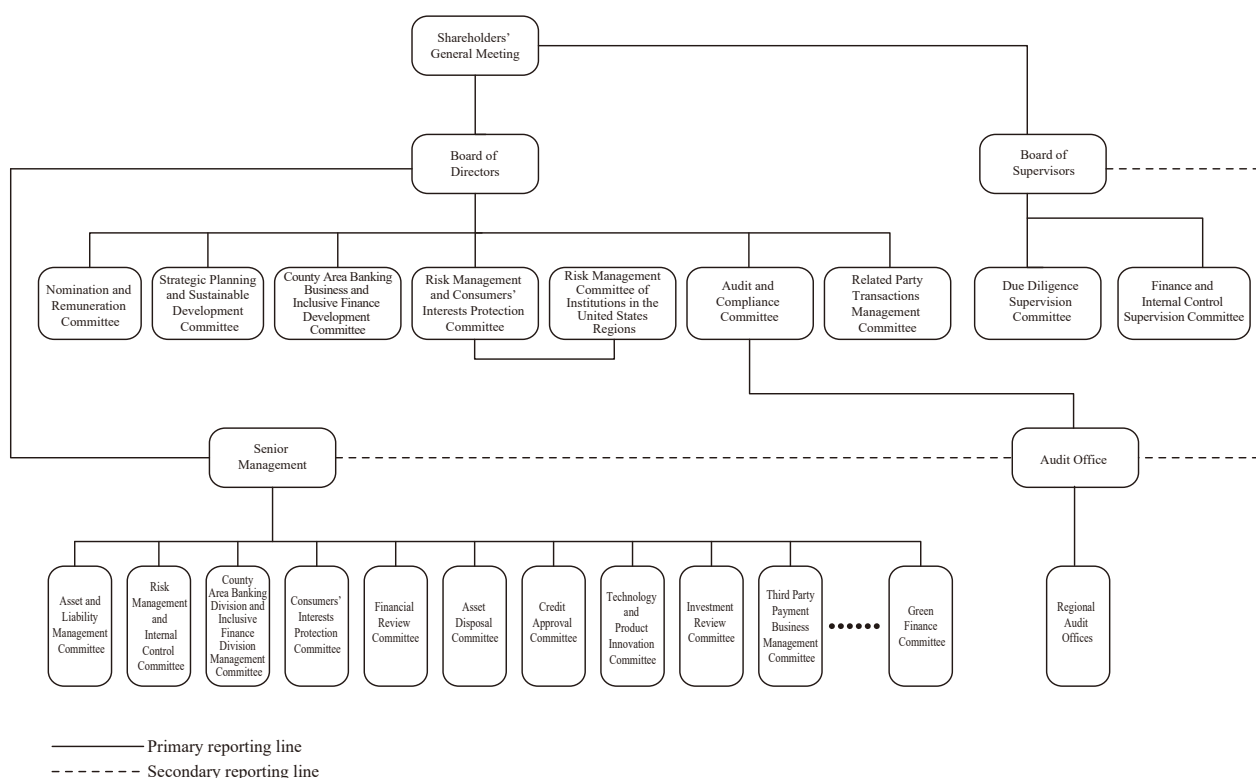 Shareholders'
General Meeting
Board of
Directors
Board of
Supervisors
Nomination and
Remuneration
Committee
Strategic Planning
and Sustainable
Development
Committee
County Area Banking
Business and
Inclusive Finance
Development
Committee
Risk Management
and Consumers'
Interests Protection
Committee
Risk Management
Committee of
Institutions in the
United States
Regions
Audit and
Compliance
Committee
Related Party
Transactions
Management
Committee
Due Diligence
Supervision
Committee
Finance and
Internal Control
Supervision Committee
Senior
Management
Audit Office
Asset and
Liability
Management
Committee
Risk
Management
and
Internal
Control
Committee
County
Area Banking
Division and
Inclusive
Finance
Division
Management
Committee
Consumers'
Interests
Protection
Committee
Financial
Review
Committee
Asset
Disposal
Committee
Credit
Approval
Committee
Technology
and
Product
Innovation
Committee
Investment
Review
Committee
Third Party
Payment
Business
Management
Committee
••••••
Green
Finance
Committee
Regional
Audit
Offices
Primary reporting line
Secondary reporting line